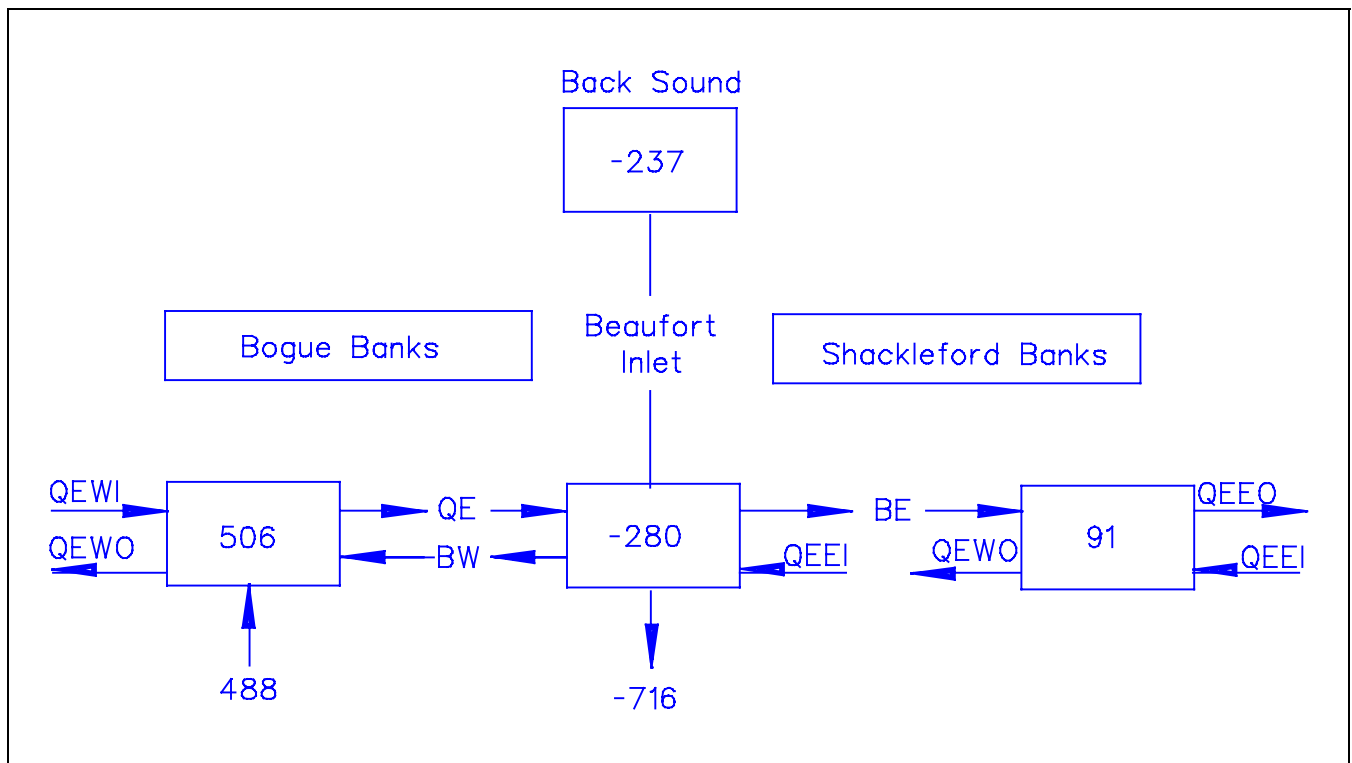 Back Sound
-237
Beaufort
Inlet
Bogue Banks
Shackleford Banks
QEWI
QE
BE
QEEO
506
-280
91
QEWO
BW
QEEI
QEWO
QEEI
488
-716